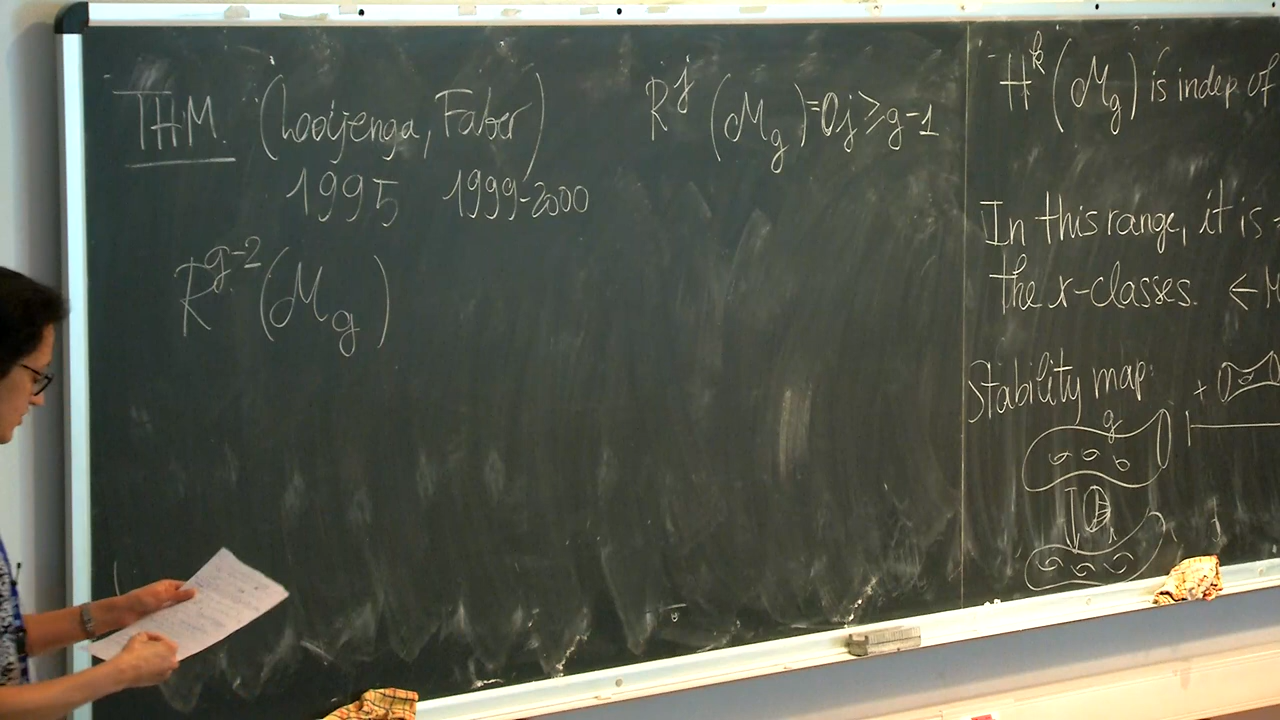 THM. (Looijenga, Faber) R^j (M_g)=0 j≥g-1
1995 1999-2000
R^{g-2}(M_g)
H^k (M_g) is indep. of
In this range, it is
the κ-classes. ←
Stability map:
g
+